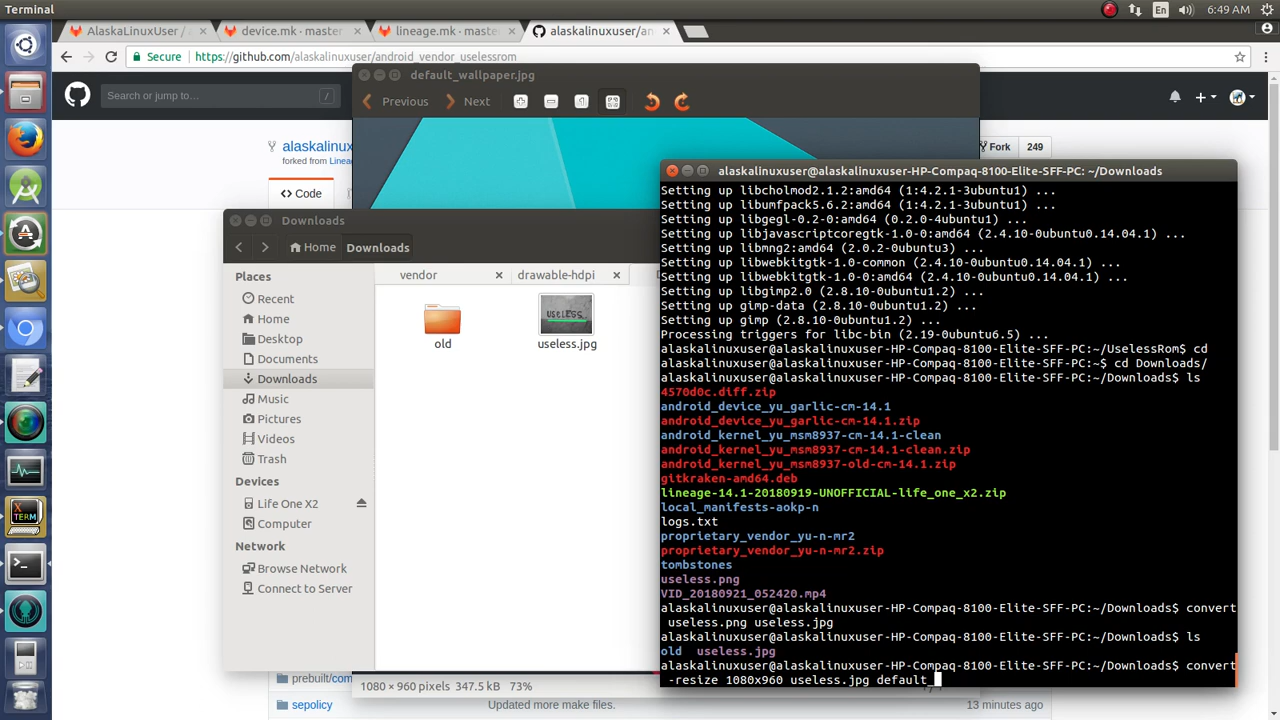 Terminal
En
6:49 AM
AlaskaLinuxUser / a
device.mk · master
lineage.mk · maste
alaskalinuxuser/an
Secure
https://github.com/alaskalinuxuser/android_vendor_uselessrom
default_wallpaper.jpg
Previous
Next
Search or jump to...
/
alaskalinux
forked from Linea
Fork
249
Code
alaskalinuxuser@alaskalinuxuser-HP-Compaq-8100-Elite-SFF-PC: ~/Downloads
Downloads
Home
Downloads
Places
Recent
Home
Desktop
Documents
Downloads
Music
Pictures
Videos
Trash
Devices
Life One X2
Computer
Network
Browse Network
Connect to Server
vendor
drawable-hdpi
old
useless.jpg
Setting up libcholmod2.1.2:amd64 (1:4.2.1-3ubuntu1) ...
Setting up libumfpack5.6.2:amd64 (1:4.2.1-3ubuntu1) ...
Setting up libgegl-0.2-0:amd64 (0.2.0-4ubuntu1) ...
Setting up libjavascriptcoregtk-1.0-0:amd64 (2.4.10-0ubuntu0.14.04.1) ...
Setting up libmng2:amd64 (2.0.2-0ubuntu3) ...
Setting up libwebkitgtk-1.0-common (2.4.10-0ubuntu0.14.04.1) ...
Setting up libwebkitgtk-1.0-0:amd64 (2.4.10-0ubuntu0.14.04.1) ...
Setting up libgimp2.0 (2.8.10-0ubuntu1.2) ...
Setting up gimp-data (2.8.10-0ubuntu1.2) ...
Setting up gimp (2.8.10-0ubuntu1.2) ...
Processing triggers for libc-bin (2.19-0ubuntu6.5) ...
alaskalinuxuser@alaskalinuxuser-HP-Compaq-8100-Elite-SFF-PC:~/UselessRom$ cd
alaskalinuxuser@alaskalinuxuser-HP-Compaq-8100-Elite-SFF-PC:~$ cd Downloads/
alaskalinuxuser@alaskalinuxuser-HP-Compaq-8100-Elite-SFF-PC:~/Downloads$ ls
4570d0c.diff.zip
android_device_yu_garlic-cm-14.1
android_device_yu_garlic-cm-14.1.zip
android_kernel_yu_msm8937-cm-14.1-clean
android_kernel_yu_msm8937-cm-14.1-clean.zip
android_kernel_yu_msm8937-old-cm-14.1.zip
gitkraken-amd64.deb
lineage-14.1-20180919-UNOFFICIAL-life_one_x2.zip
local_manifests-aokp-n
logs.txt
proprietary_vendor_yu-n-mr2
proprietary_vendor_yu-n-mr2.zip
tombstones
useless.png
VID_20180921_052420.mp4
alaskalinuxuser@alaskalinuxuser-HP-Compaq-8100-Elite-SFF-PC:~/Downloads$ convert
useless.png useless.jpg
alaskalinuxuser@alaskalinuxuser-HP-Compaq-8100-Elite-SFF-PC:~/Downloads$ ls
old useless.jpg
alaskalinuxuser@alaskalinuxuser-HP-Compaq-8100-Elite-SFF-PC:~/Downloads$ convert
-resize 1080x960 useless.jpg default_
1080 × 960 pixels 347.5 kB 73%
prebuilt/com
sepolicy
Updated more make files.
13 minutes ago